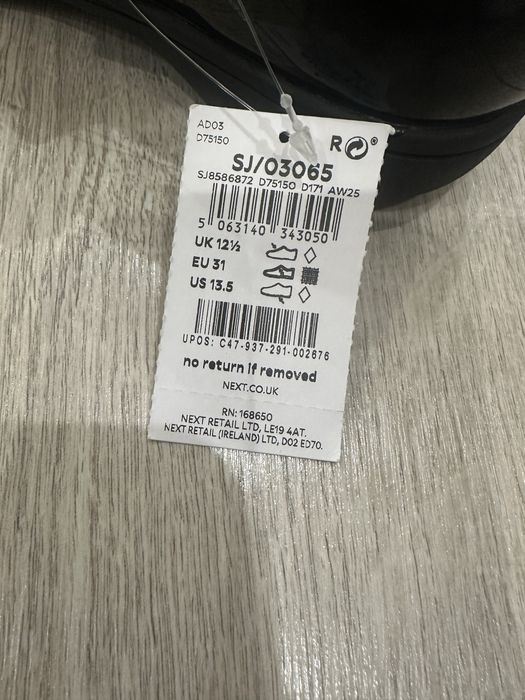 AD03
D75150
R
SJ/03065
SJ8586872 D75150 D171 AW25
5 063140 343050
UK 12½
EU 31
US 13.5
UPOS: C47-937-291-002676
no return if removed
NEXT.CO.UK
RN: 168650
NEXT RETAIL LTD, LE19 4AT.
NEXT RETAIL (IRELAND) LTD, D02 ED70.